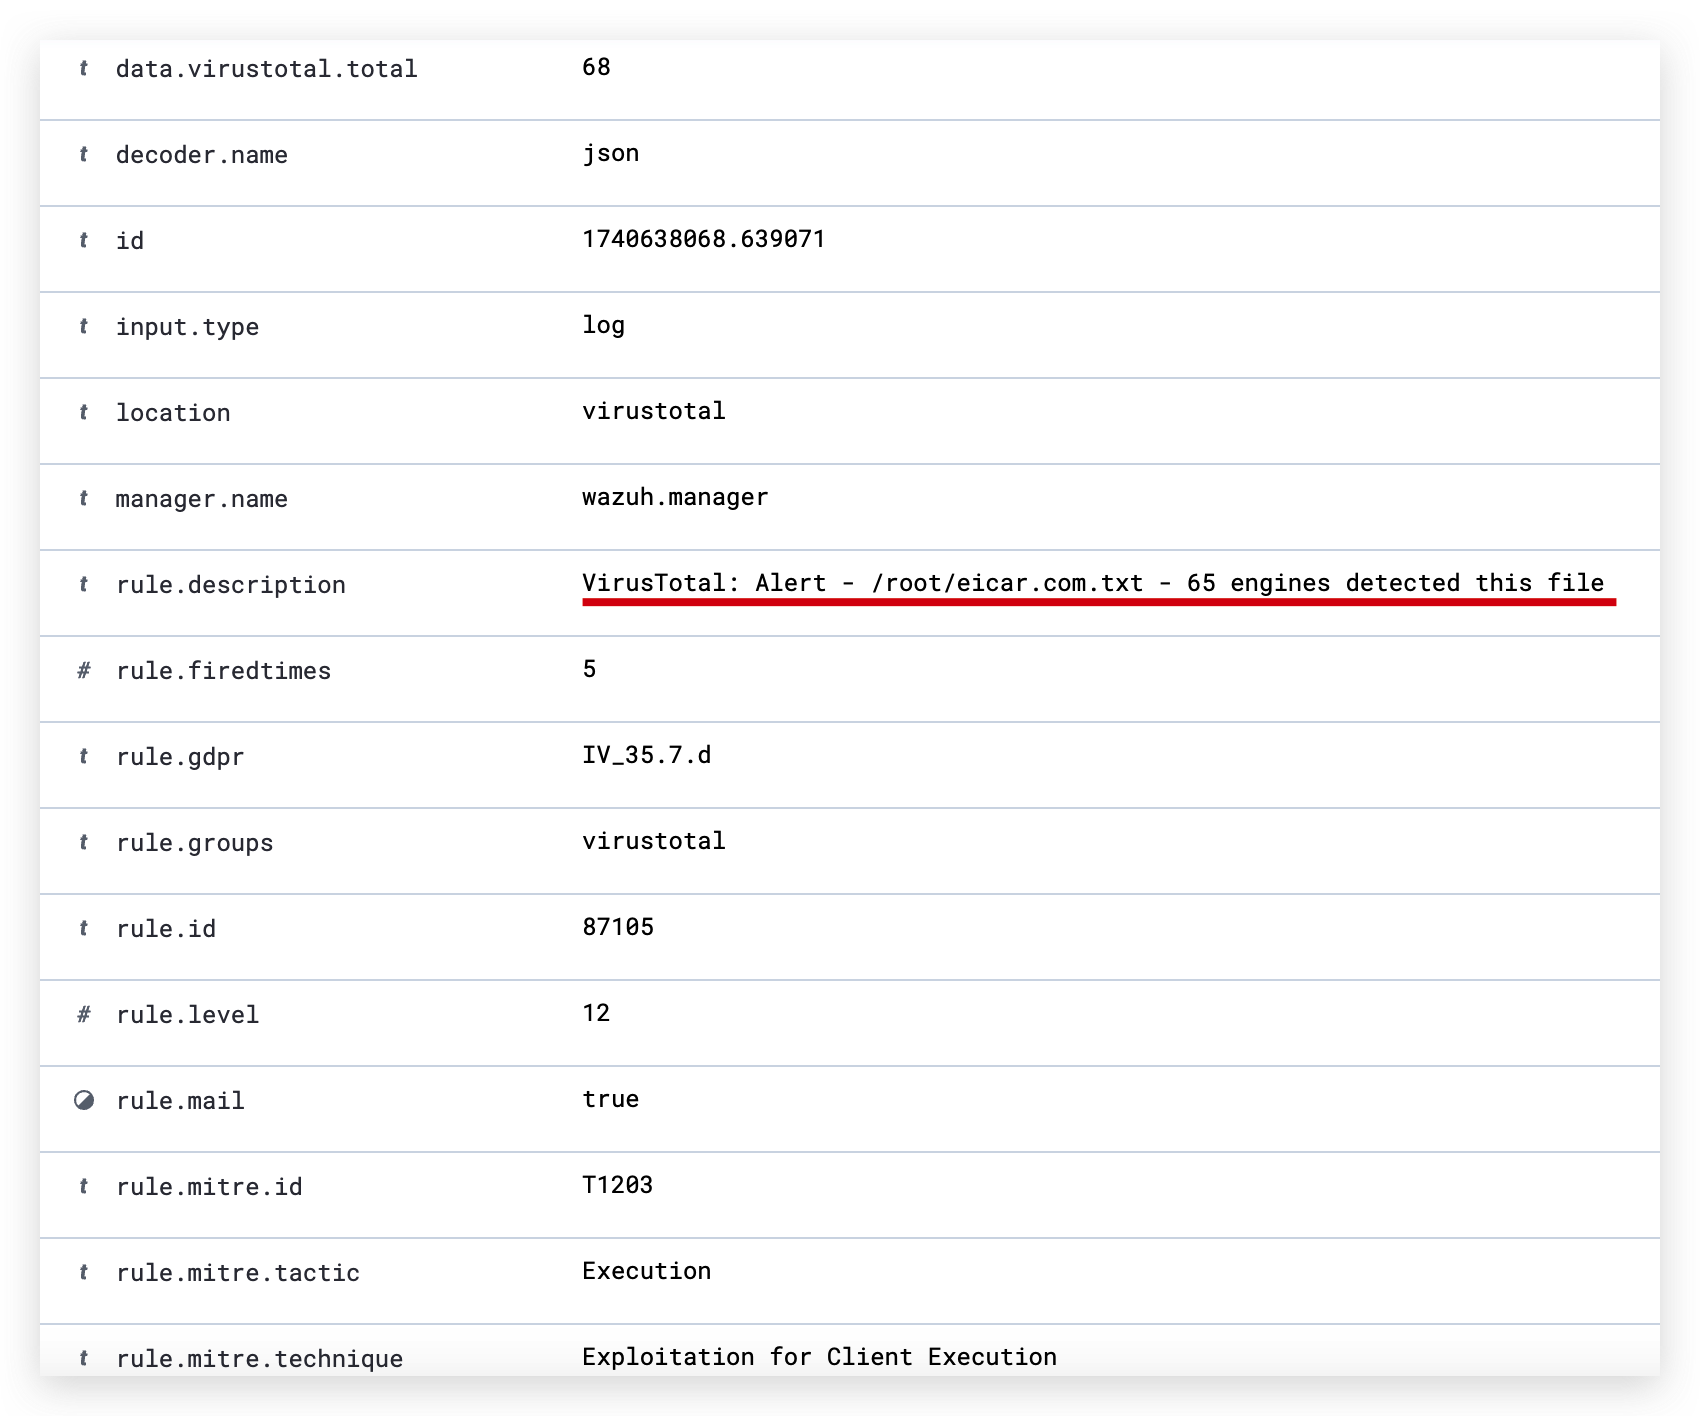 t data.virustotal.total 68
t decoder.name json
t id 1740638068.639071
t input.type log
t location virustotal
t manager.name wazuh.manager
t rule.description VirusTotal: Alert - /root/eicar.com.txt - 65 engines detected this file
# rule.firedtimes 5
t rule.gdpr IV_35.7.d
t rule.groups virustotal
t rule.id 87105
# rule.level 12
rule.mail true
t rule.mitre.id T1203
t rule.mitre.tactic Execution
t rule.mitre.technique Exploitation for Client Execution